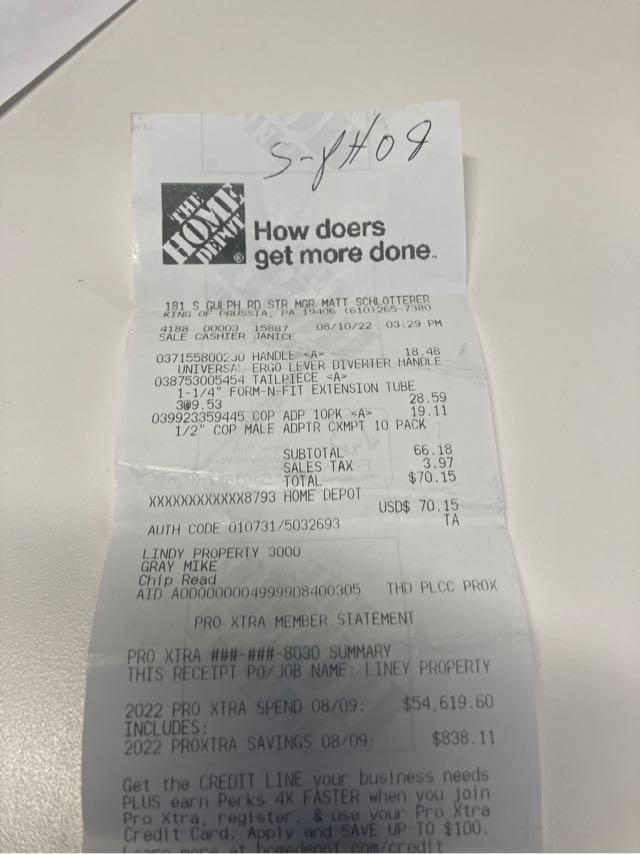 THE
HOME
DEPOT
How doers
get more done.
181 S GULPH RD STR MGR MATT SCHLOTTERER
KING OF PRUSSIA, PA 19406 (610)265-7380
4188 00003 15887 08/10/22 03:29 PM
SALE CASHIER JANICE
037155800230 HANDLE <A> 18.48
UNIVERSAL ERGO LEVER DIVERTER HANDLE
038753005454 TAILPIECE <A>
1-1/4" FORM-N-FIT EXTENSION TUBE
3@9.53 28.59
039923359445 COP ADP 10PK <A> 19.11
1/2" COP MALE ADPTR CXMPT 10 PACK
SUBTOTAL 66.18
SALES TAX 3.97
TOTAL $70.15
XXXXXXXXXXXX8793 HOME DEPOT
USD$ 70.15
AUTH CODE 010731/5032693 TA
LINDY PROPERTY 3000
GRAY MIKE
Chip Read
AID A0000000049999D8400305 THD PLCC PROX
PRO XTRA MEMBER STATEMENT
PRO XTRA ###-###-8030 SUMMARY
THIS RECEIPT PO/JOB NAME: LINEY PROPERTY
2022 PRO XTRA SPEND 08/09: $54,619.60
INCLUDES:
2022 PROXTRA SAVINGS 08/09: $838.11
Get the CREDIT LINE your business needs
PLUS earn Perks 4X FASTER when you join
Pro Xtra, register, & use your Pro Xtra
Credit Card. Apply and SAVE UP TO $100.
Learn more at homedepot.com/credit